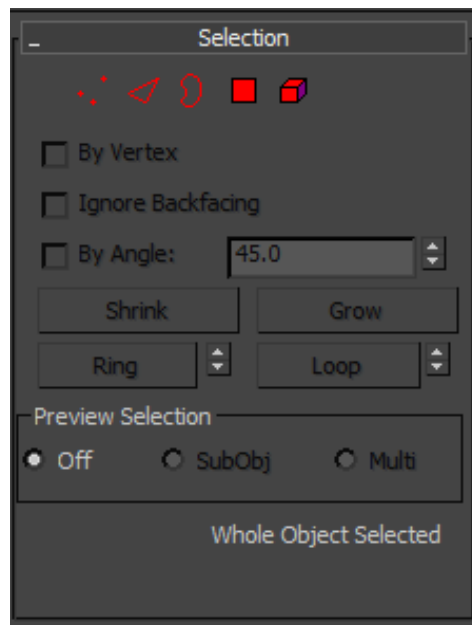 Selection
By Vertex
Ignore Backfacing
By Angle: 45.0
Shrink Grow
Ring Loop
Preview Selection
Off SubObj Multi
Whole Object Selected